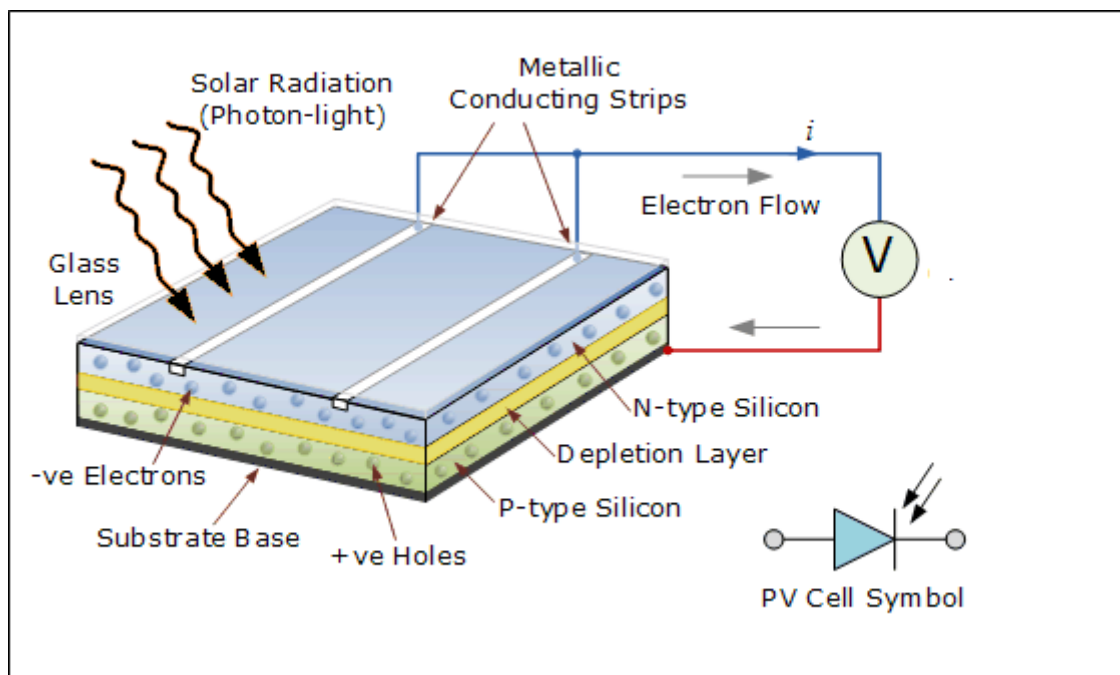 Solar Radiation
(Photon-light)
Metallic
Conducting Strips
i
Electron Flow
Glass
Lens
V
N-type Silicon
Depletion Layer
-ve Electrons
P-type Silicon
Substrate Base
+ve Holes
PV Cell Symbol